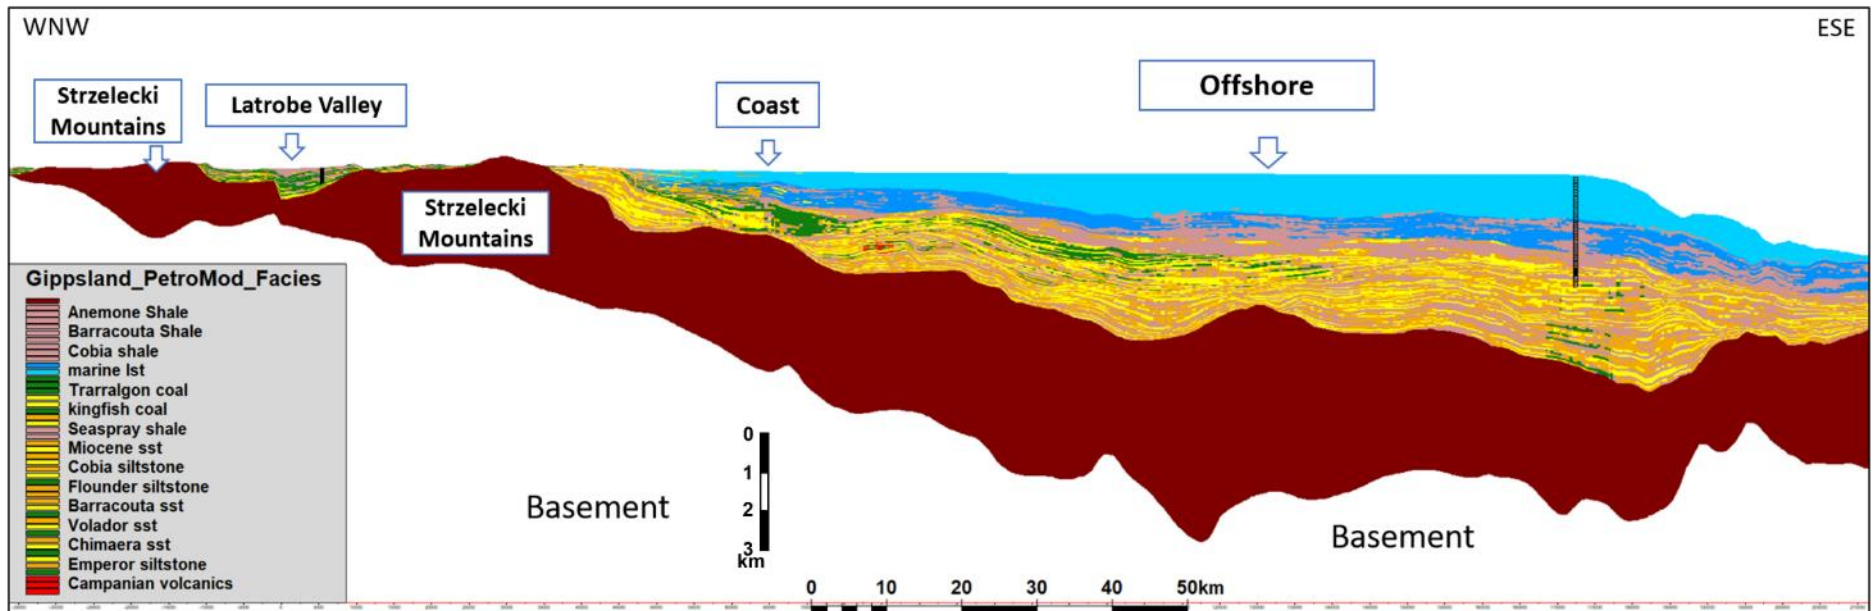 WNW
ESE
Strzelecki
Mountains
Latrobe Valley
Coast
Offshore
Strzelecki
Mountains
Gippsland_PetroMod_Facies
Anemone Shale
Barracouta Shale
Cobia shale
marine lst
Trarralgon coal
kingfish coal
Seaspray shale
Miocene sst
Cobia siltstone
Flounder siltstone
Barracouta sst
Volador sst
Chimaera sst
Emperor siltstone
Campanian volcanics
Basement
0
1
2
3
km
Basement
0 10 20 30 40 50km